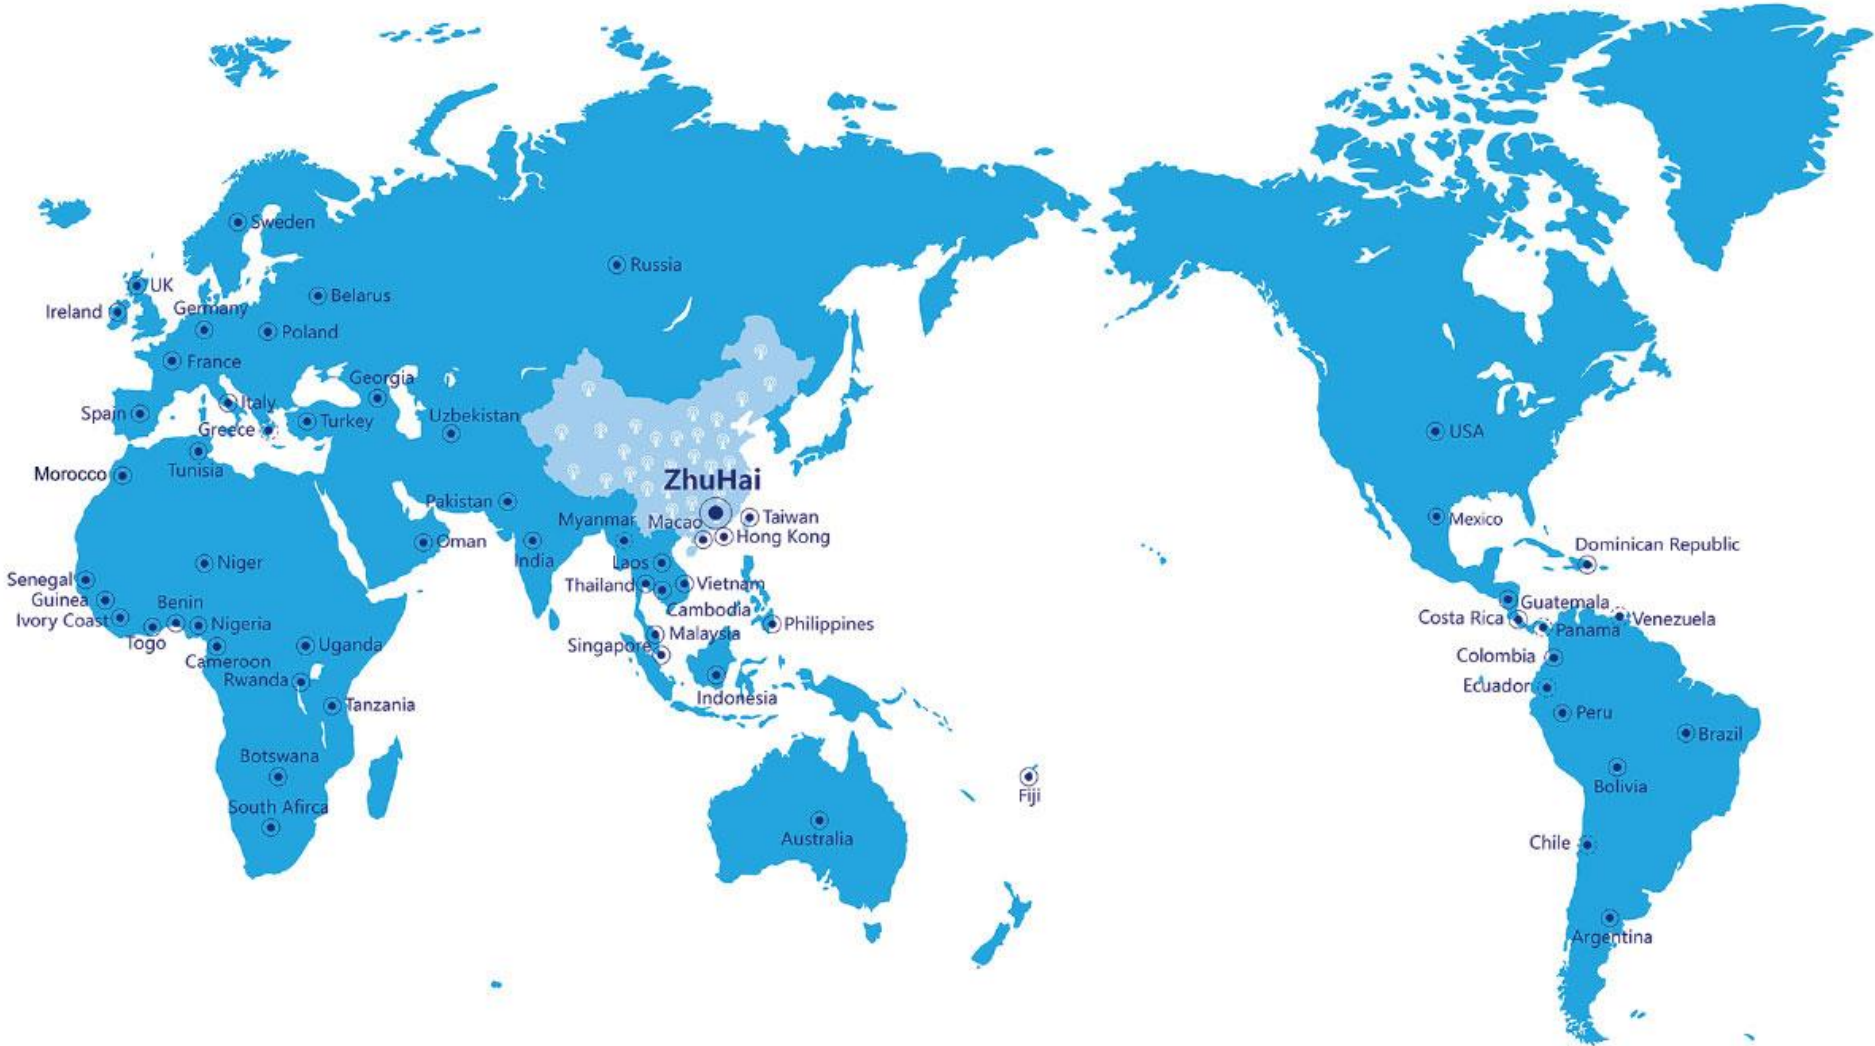 Sweden
Russia
UK
Belarus
Ireland
Germany
Poland
France
Georgia
Italy
Spain
Uzbekistan
Turkey
Greece
USA
Tunisia
Morocco
ZhuHai
Pakistan
Myanmar
Macao
Taiwan
Mexico
Hong Kong
Oman
Dominican Republic
India
Niger
Laos
Senegal
Thailand
Vietnam
Guinea
Benin
Guatemala
Cambodia
Ivory Coast
Costa Rica
Venezuela
Nigeria
Philippines
Panama
Malaysia
Togo
Uganda
Singapore
Colombia
Cameroon
Rwanda
Ecuador
Indonesia
Tanzania
Peru
Brazil
Botswana
Bolivia
Fiji
South Afirca
Australia
Chile
Argentina